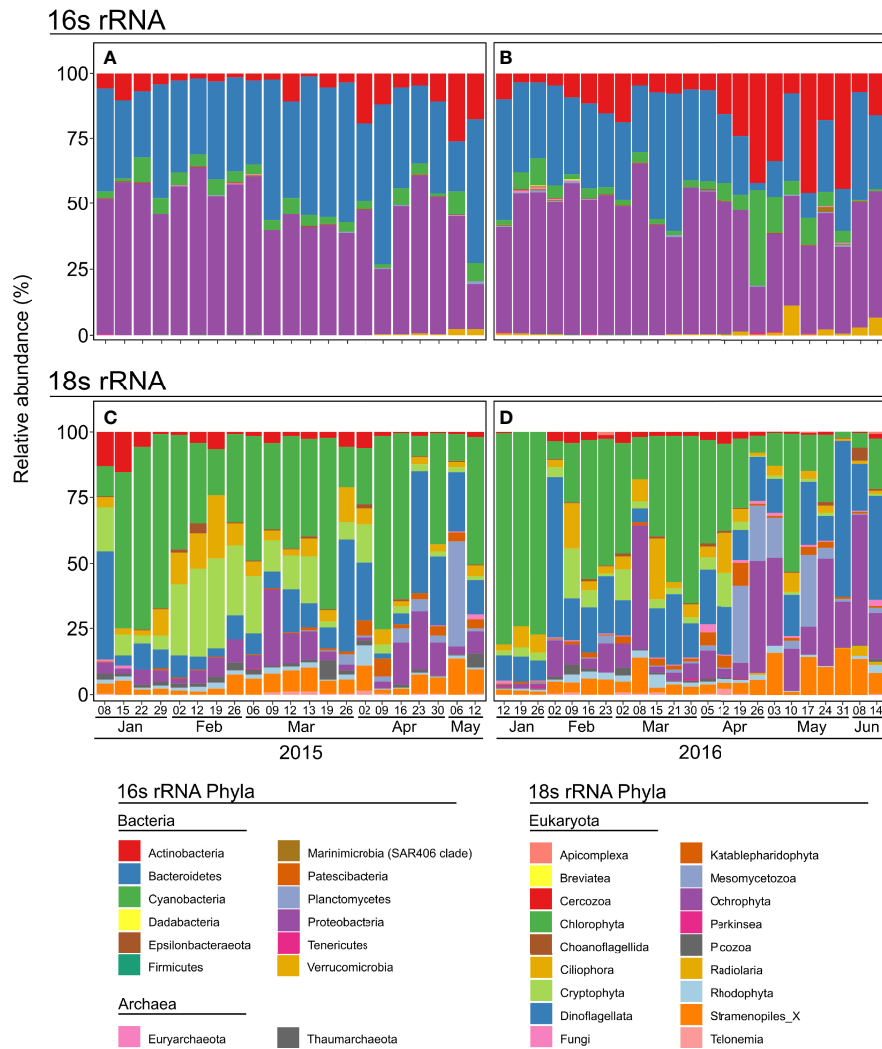 16s rRNA
A
B
100
75
50
25
0
Relative abundance (%)
18s rRNA
C
D
100
75
50
25
0
08 15 22 29 02 12 19 26 06 09 12 13 19 26 02 09 16 23 30 06 12
12 19 26 02 09 16 23 02 08 15 23 30 05 12 19 26 03 10 17 24 31 08 14
Jan Feb Mar Apr May
Jan Feb Mar Apr May Jun
2015
2016
16s rRNA Phyla
Bacteria
Actinobacteria
Bacteroidetes
Cyanobacteria
Dadabacteria
Epsilonbacteraeota
Firmicutes
Marinimicrobia (SAR406 clade)
Patescibacteria
Planctomycetes
Proteobacteria
Tenericutes
Verrucomicrobia
Archaea
Euryarchaeota
Thaumarchaeota
18s rRNA Phyla
Eukaryota
Apicomplexa
Breviatea
Cercozoa
Chlorophyta
Choanoflagellida
Ciliophora
Cryptophyta
Dinoflagellata
Fungi
Katablepharidophyta
Mesomycetozoa
Ochrophyta
Perkinsea
Picozoa
Radiolaria
Rhodophyta
Stramenopiles_X
Telonemia